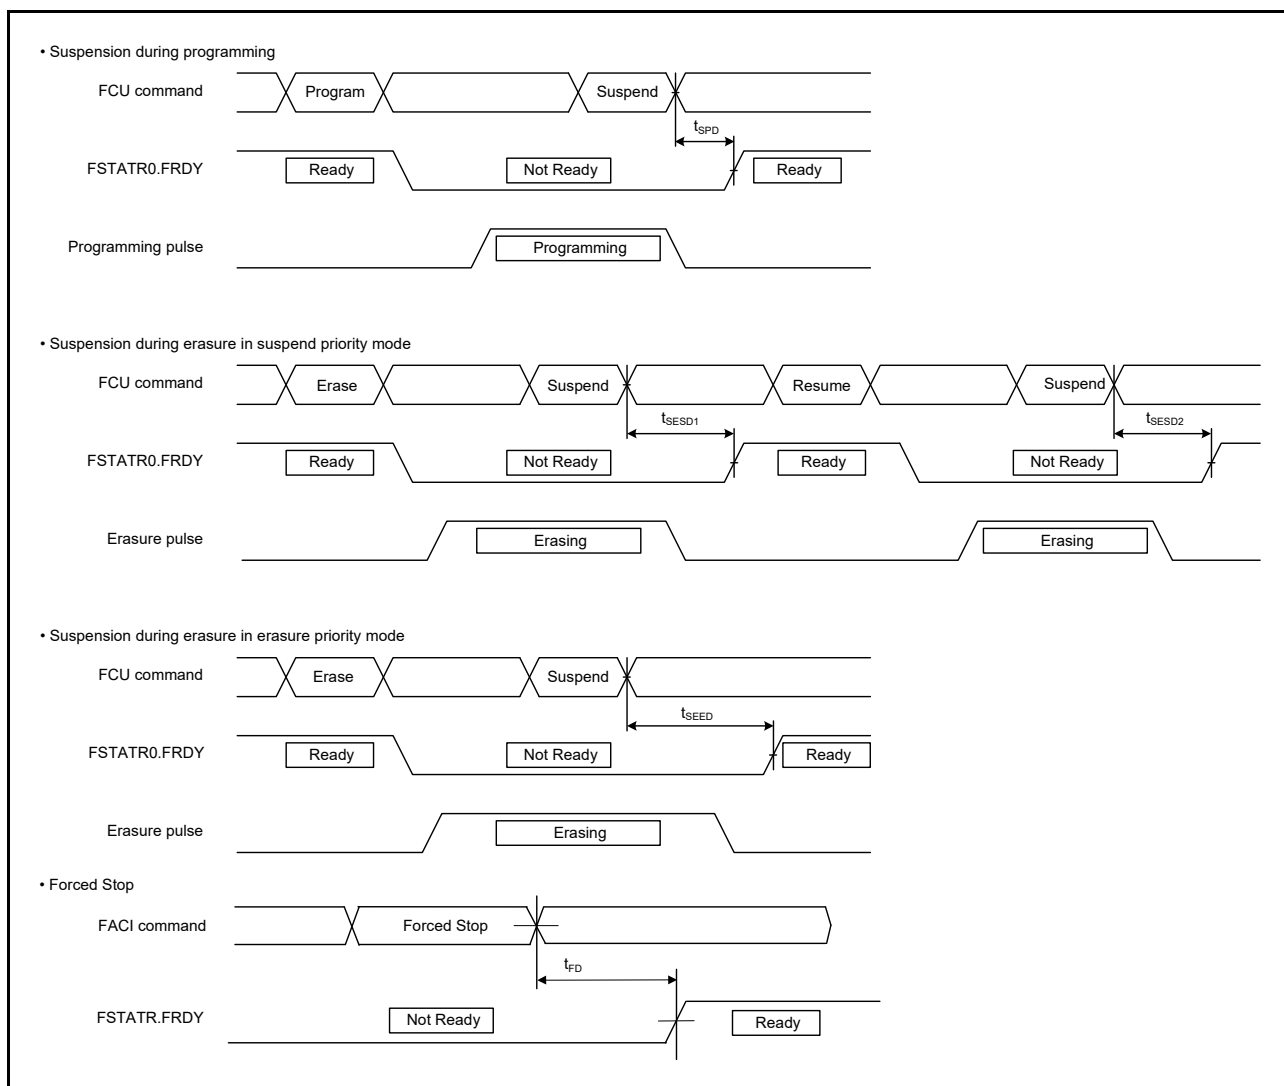 • Suspension during programming
FCU command Program Suspend
tSPD
FSTATR0.FRDY Ready Not Ready Ready
Programming pulse Programming
• Suspension during erasure in suspend priority mode
FCU command Erase Suspend Resume Suspend
tSESD1 tSESD2
FSTATR0.FRDY Ready Not Ready Ready Not Ready
Erasure pulse Erasing Erasing
• Suspension during erasure in erasure priority mode
FCU command Erase Suspend
tSEED
FSTATR0.FRDY Ready Not Ready Ready
Erasure pulse Erasing
• Forced Stop
FACI command Forced Stop
tFD
FSTATR.FRDY Not Ready Ready